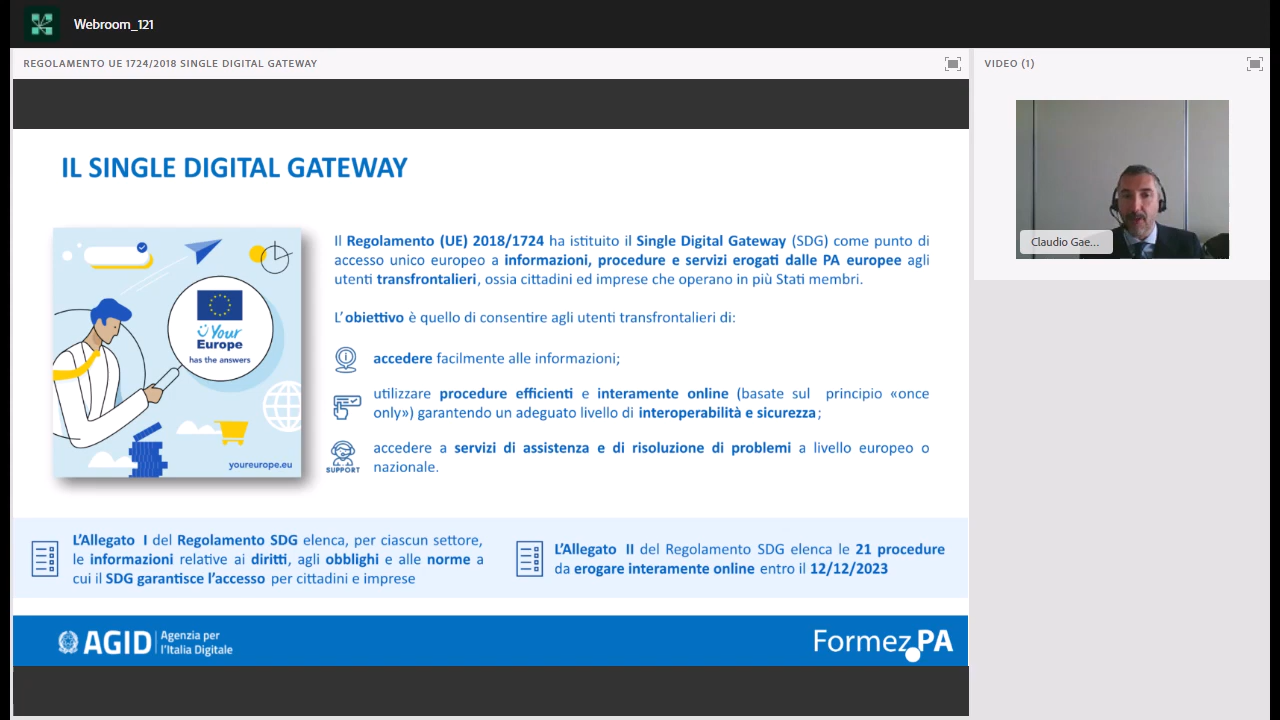 Webroom_121
REGOLAMENTO UE 1724/2018 SINGLE DIGITAL GATEWAY
VIDEO (1)
Claudio Gae...
IL SINGLE DIGITAL GATEWAY
Your
Europe
has the answers
youreurope.eu
Il Regolamento (UE) 2018/1724 ha istituito il Single Digital Gateway (SDG) come punto di
accesso unico europeo a informazioni, procedure e servizi erogati dalle PA europee agli
utenti transfrontalieri, ossia cittadini ed imprese che operano in più Stati membri.
L'obiettivo è quello di consentire agli utenti transfrontalieri di:
accedere facilmente alle informazioni;
utilizzare procedure efficienti e interamente online (basate sul principio «once
only») garantendo un adeguato livello di interoperabilità e sicurezza;
SUPPORT
accedere a servizi di assistenza e di risoluzione di problemi a livello europeo o
nazionale.
L'Allegato I del Regolamento SDG elenca, per ciascun settore,
le informazioni relative ai diritti, agli obblighi e alle norme a
cui il SDG garantisce l'accesso per cittadini e imprese
L'Allegato II del Regolamento SDG elenca le 21 procedure
da erogare interamente online entro il 12/12/2023
AGID Agenzia per
l'Italia Digitale
Formez PA